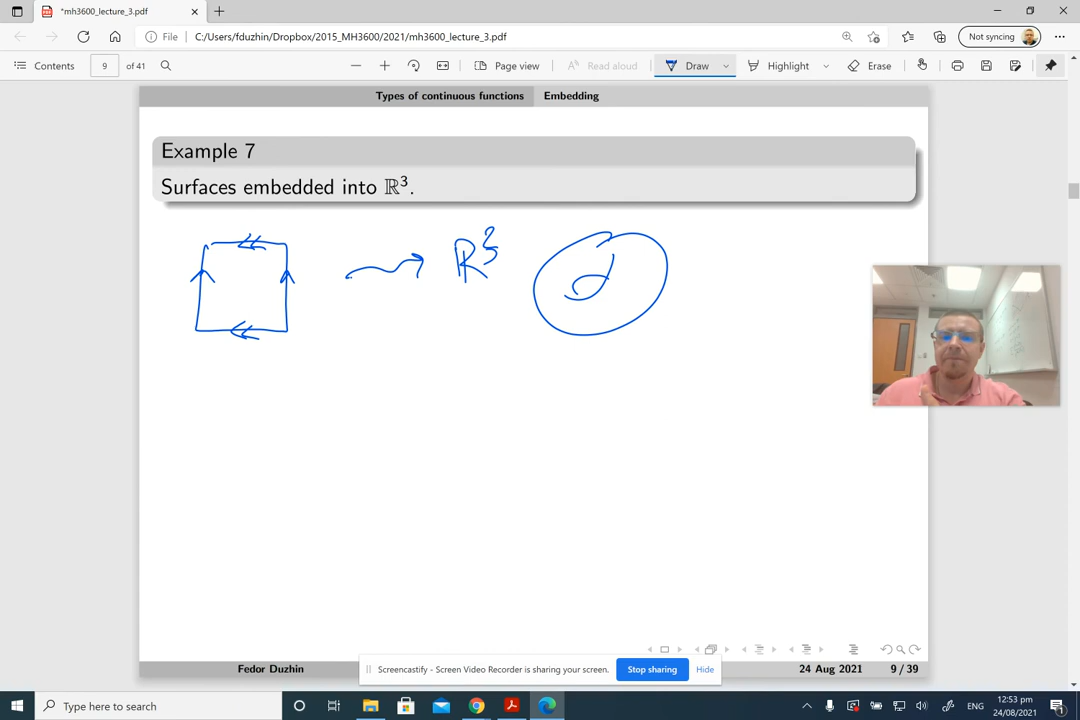 *mh3600_lecture_3.pdf
File C:/Users/fduzhin/Dropbox/2015_MH3600/2021/mh3600_lecture_3.pdf Not syncing
Contents 9 of 41 Page view Read aloud Draw Highlight Erase
Types of continuous functions Embedding
Example 7
Surfaces embedded into ℝ³.
ℝ³
Fedor Duzhin
24 Aug 2021 9 / 39
Screencastify - Screen Video Recorder is sharing your screen. Stop sharing Hide
Type here to search
ENG
12:53 pm
24/08/2021
1